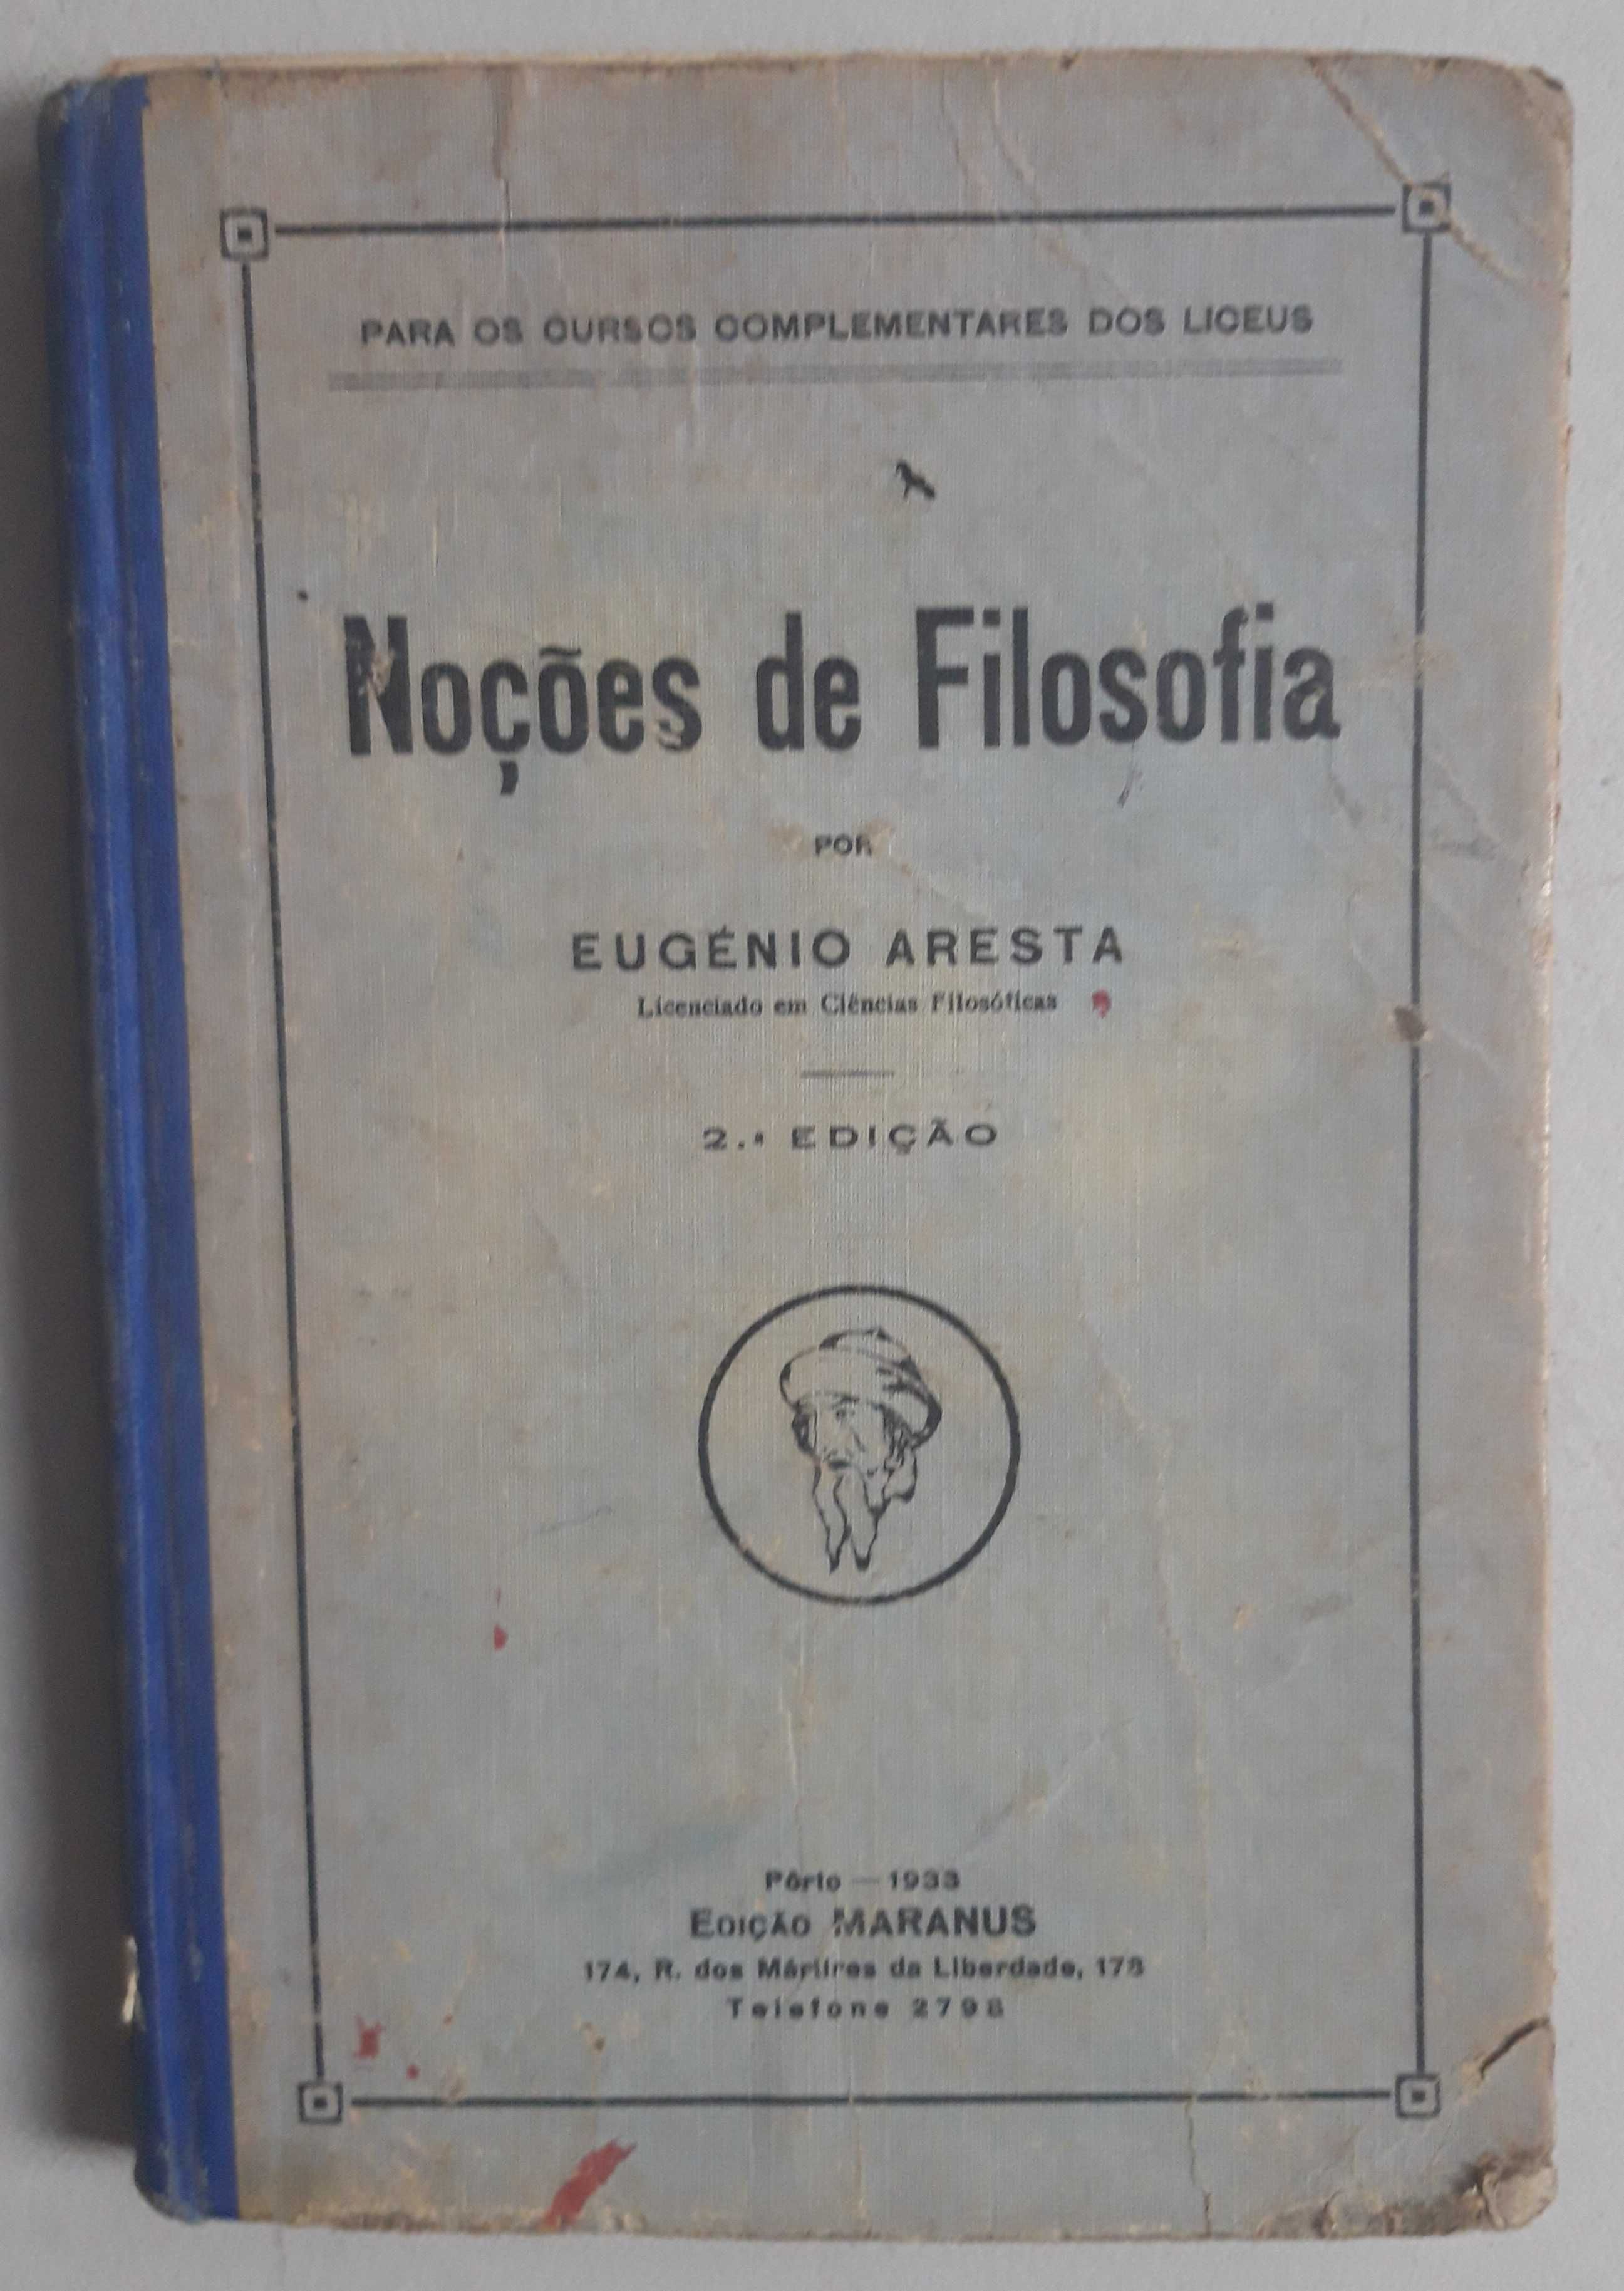 PARA OS CURSOS COMPLEMENTARES DOS LICEUS
Noções de Filosofia
POR
EUGÉNIO ARESTA
Licenciado em Ciências Filosóficas
2.ª EDIÇÃO
Pôrto — 1933
EDIÇÃO MARANUS
174, R. dos Mártires da Liberdade, 178
Telefone 2798